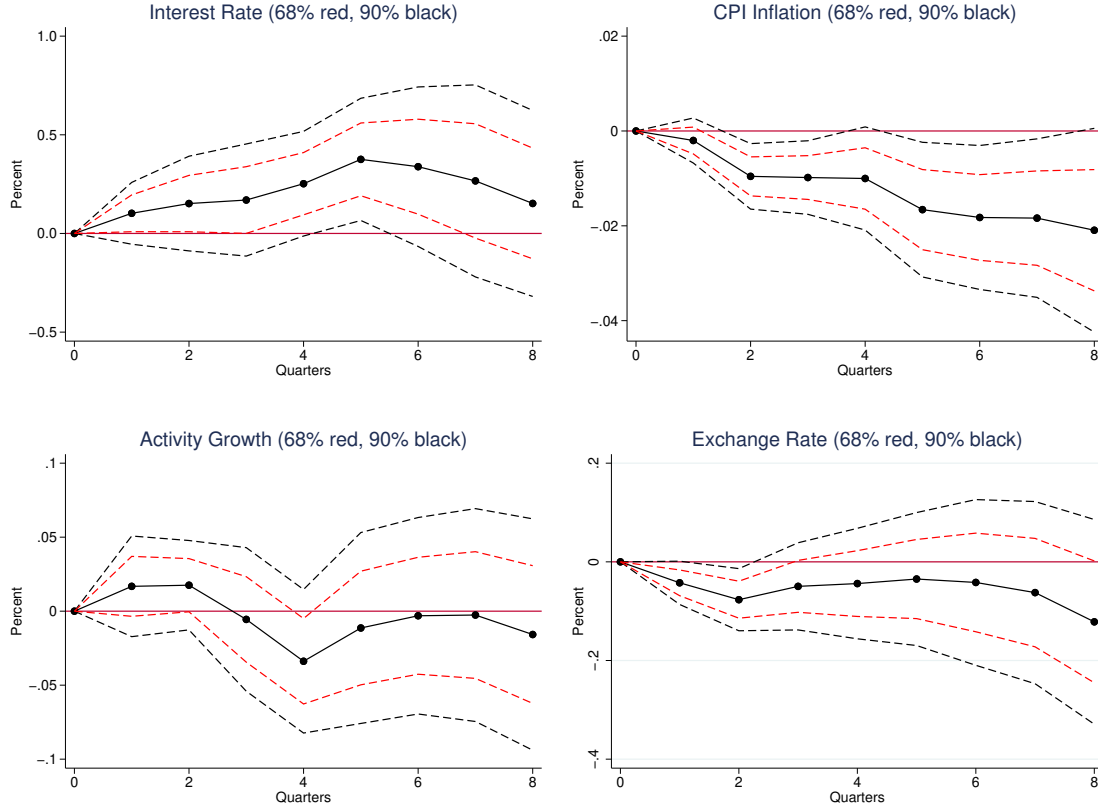 Interest Rate (68% red, 90% black)
1.0
0.5
0.0
−0.5
Percent
0 2 4 6 8
Quarters
CPI Inflation (68% red, 90% black)
.02
0
−.02
−.04
Percent
0 2 4 6 8
Quarters
Activity Growth (68% red, 90% black)
.1
.05
0
−.05
−.1
Percent
0 2 4 6 8
Quarters
Exchange Rate (68% red, 90% black)
.2
0
−.2
−.4
Percent
0 2 4 6 8
Quarters